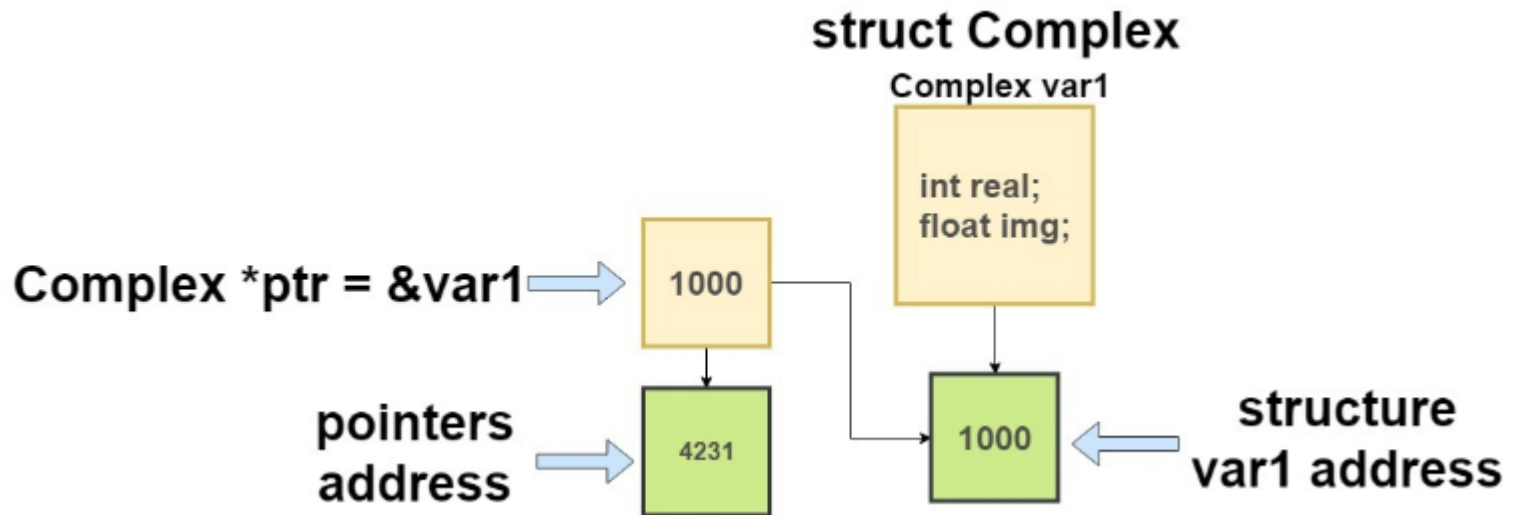 struct Complex
Complex var1
int real;
float img;
Complex *ptr = &var1
1000
pointers
address
4231
1000
structure
var1 address